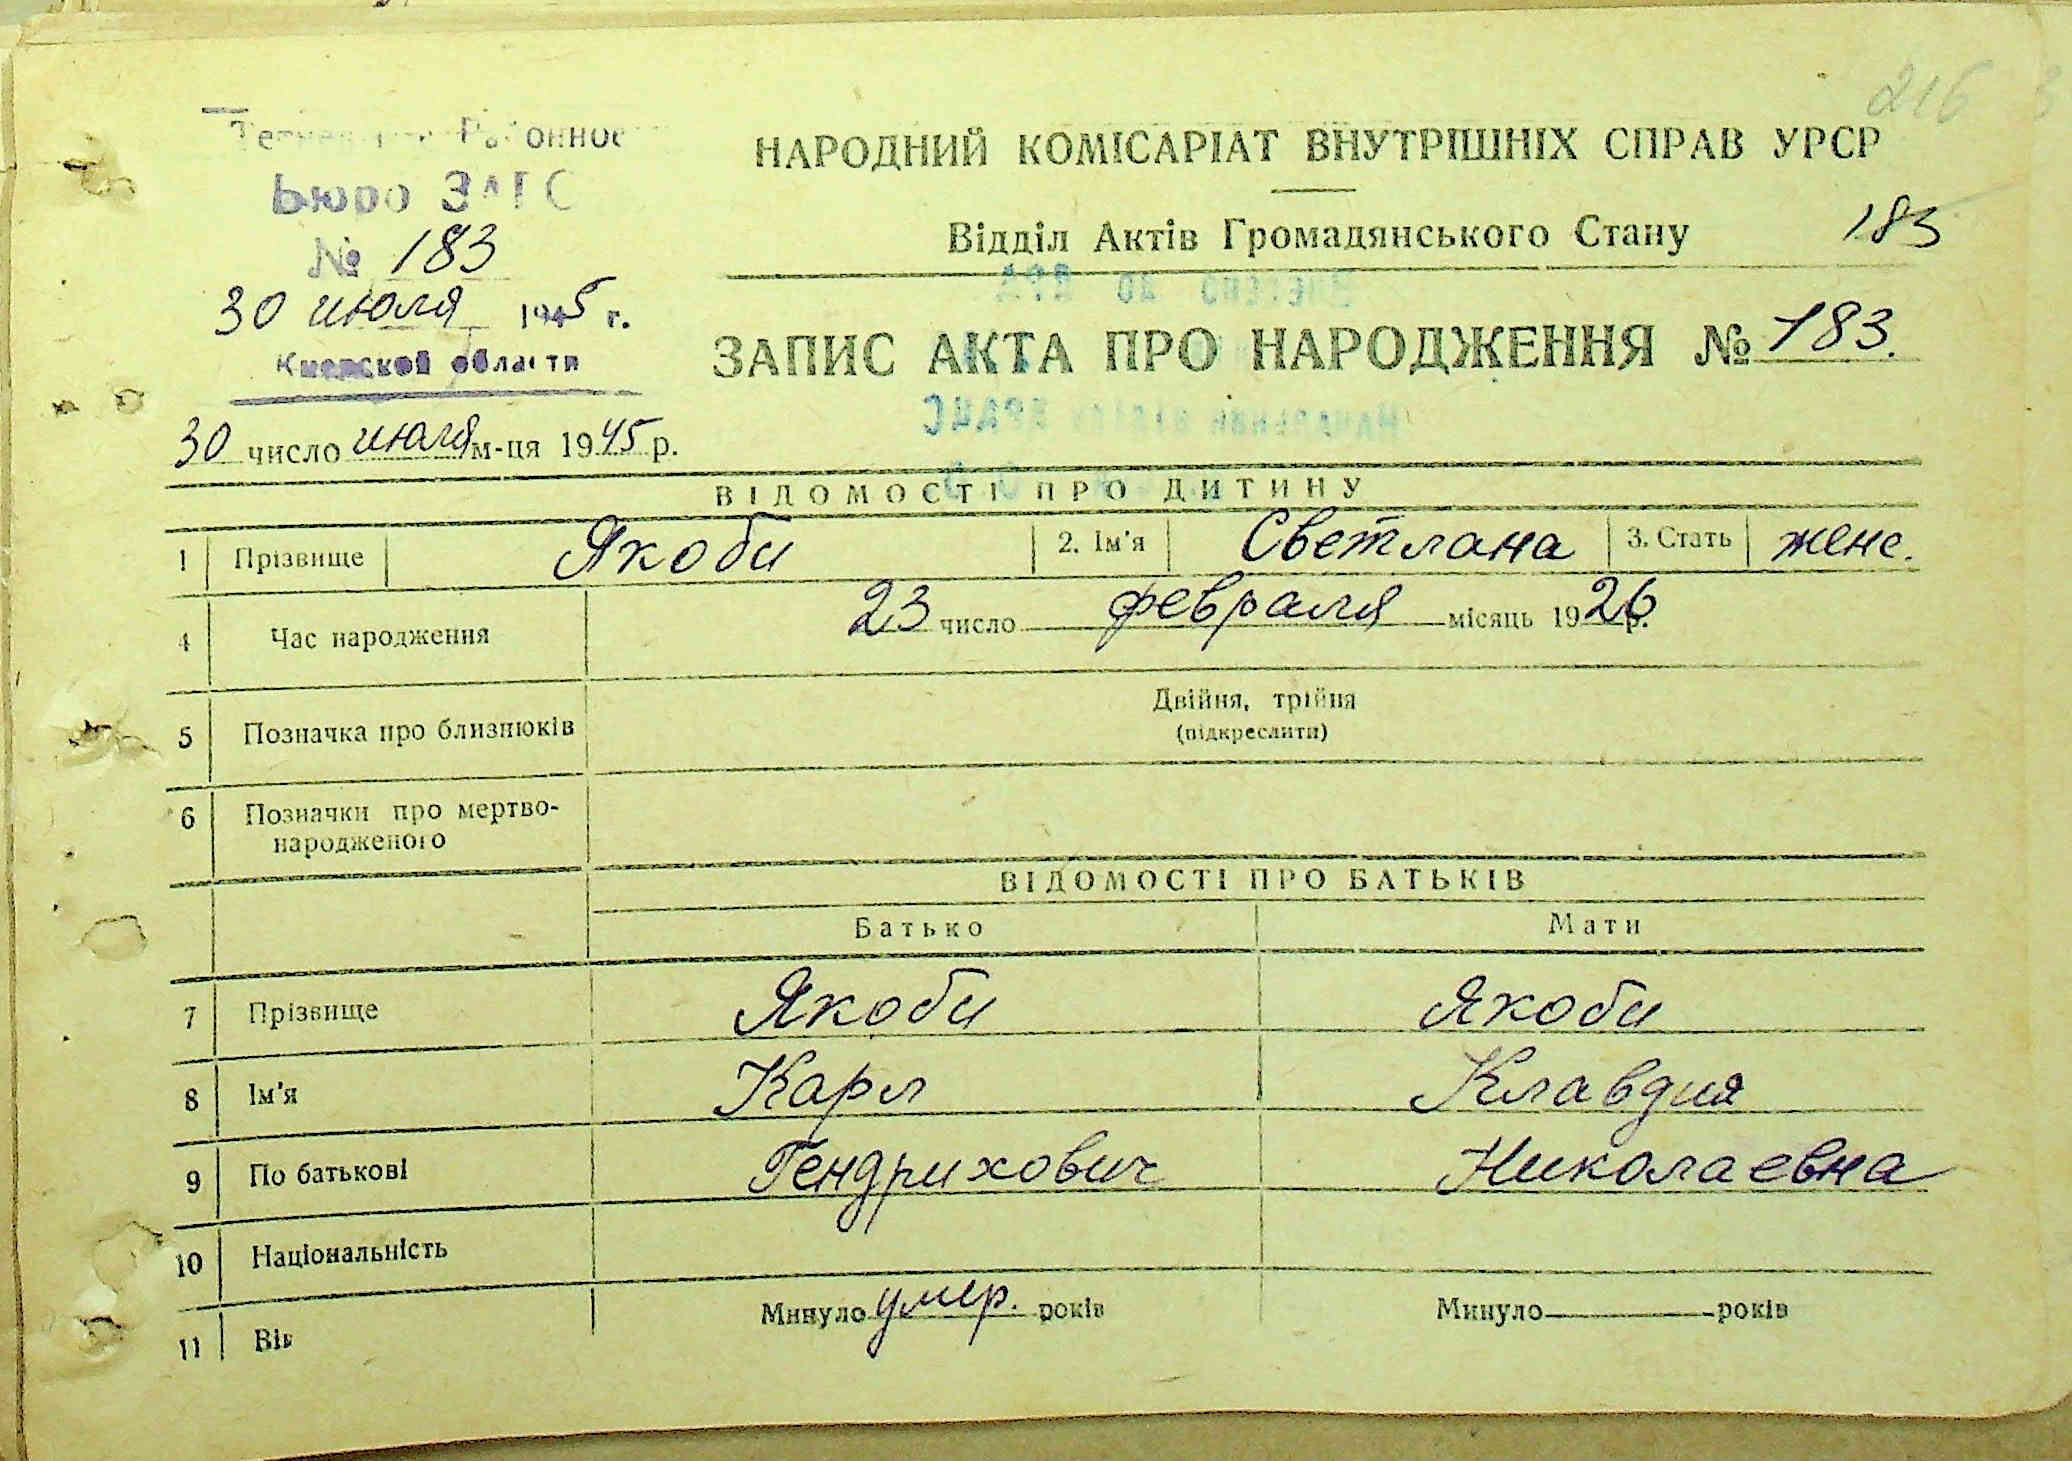 216
Бюро ЗАГС
№ 183
30 июля 1945 г.
Киевской области
30 число июля м-ця 1945 р.
НАРОДНИЙ КОМІСАРІАТ ВНУТРІШНІХ СПРАВ УРСР
Відділ Актів Громадянського Стану 183
ЗАПИС АКТА ПРО НАРОДЖЕННЯ № 183.
ВІДОМОСТІ ПРО ДИТИНУ
1 Прізвище Якоби 2. Ім'я Светлана 3. Стать женс.
4 Час народження 23 число февраля місяць 1926 р.
5 Позначка про близнюків Двійня, трійня
(підкреслити)
6 Позначки про мертво-
народженого
ВІДОМОСТІ ПРО БАТЬКІВ
Батько Мати
7 Прізвище Якоби Якоби
8 Ім'я Карл Клавдия
9 По батькові Гендрихович Николаевна
10 Національність
11 Вік Минуло умер. років Минуло років